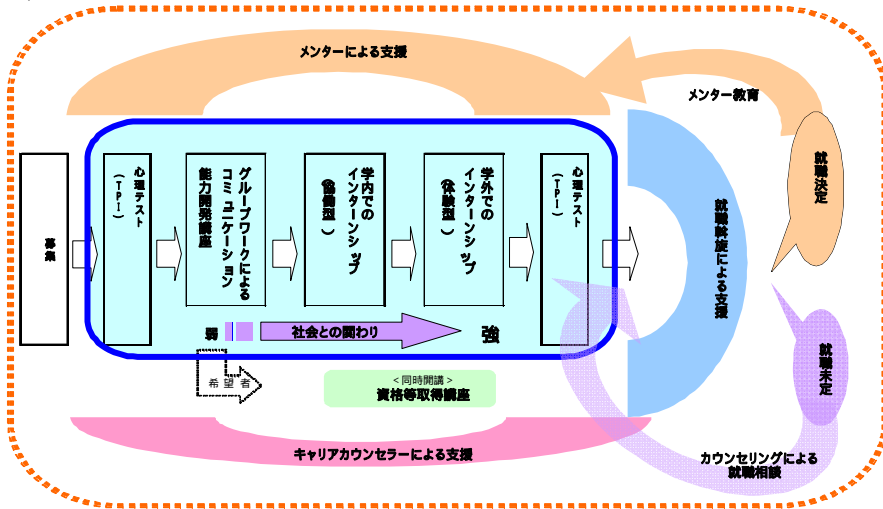 メンターによる支援
メンター教育
募集
心理テスト
(TPI)
グループワークによる
コミュニケーション
能力開発講座
学内での
インターンシップ
(協働型)
学外での
インターンシップ
(体験型)
心理テスト
(TPI)
就職斡旋による支援
就職決定
弱
社会との関わり
強
希望者
<同時開講>
資格等取得講座
就職未定
キャリアカウンセラーによる支援
カウンセリングによる
就職相談